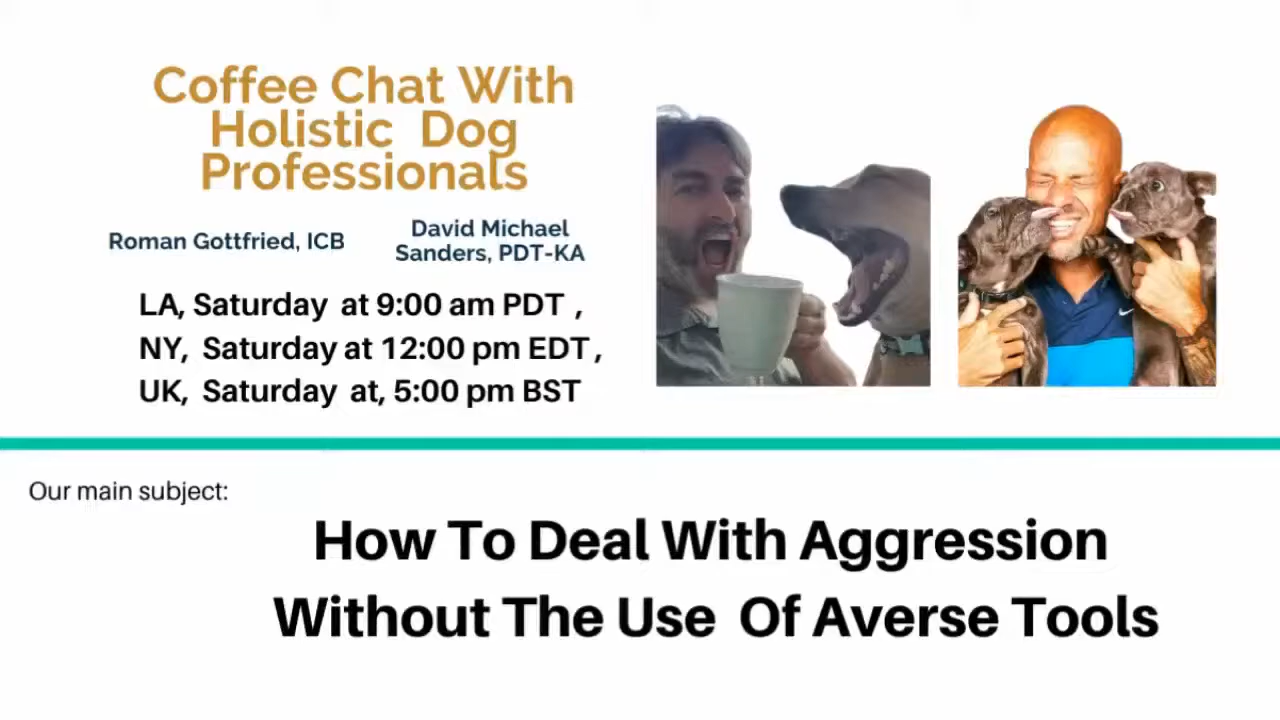 Coffee Chat With
Holistic Dog
Professionals
Roman Gottfried, ICB
David Michael
Sanders, PDT-KA
LA, Saturday at 9:00 am PDT ,
NY, Saturday at 12:00 pm EDT ,
UK, Saturday at, 5:00 pm BST
Our main subject:
How To Deal With Aggression
Without The Use Of Averse Tools